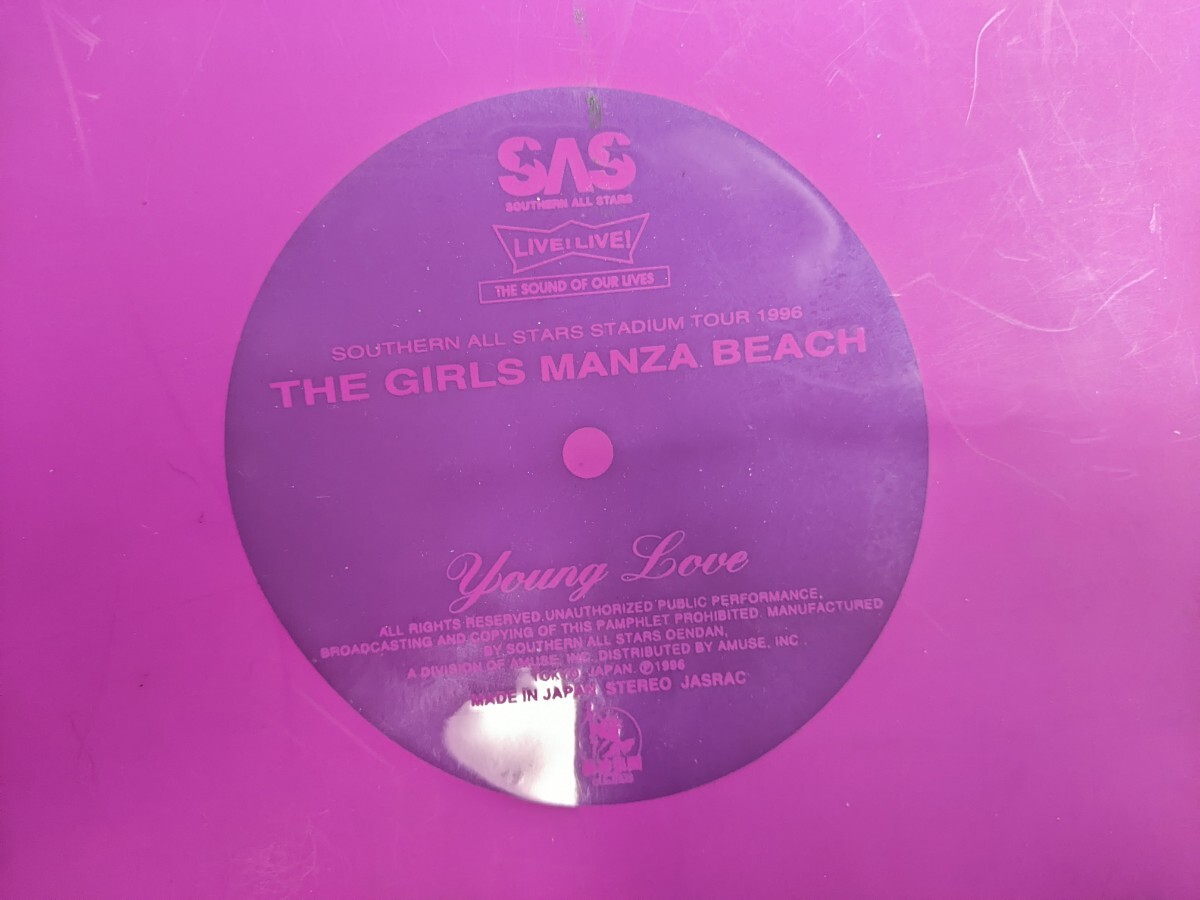 SAS
SOUTHERN ALL STARS
LIVE! LIVE!
THE SOUND OF OUR LIVES
SOUTHERN ALL STARS STADIUM TOUR 1996
THE GIRLS MANZA BEACH
Young Love
ALL RIGHTS RESERVED.UNAUTHORIZED PUBLIC PERFORMANCE,
BROADCASTING AND COPYING OF THIS PAMPHLET PROHIBITED. MANUFACTURED
BY SOUTHERN ALL STARS OENDAN,
A DIVISION OF AMUSE, INC. DISTRIBUTED BY AMUSE, INC.
TOKYO JAPAN. ℗1996
MADE IN JAPAN STEREO JASRAC